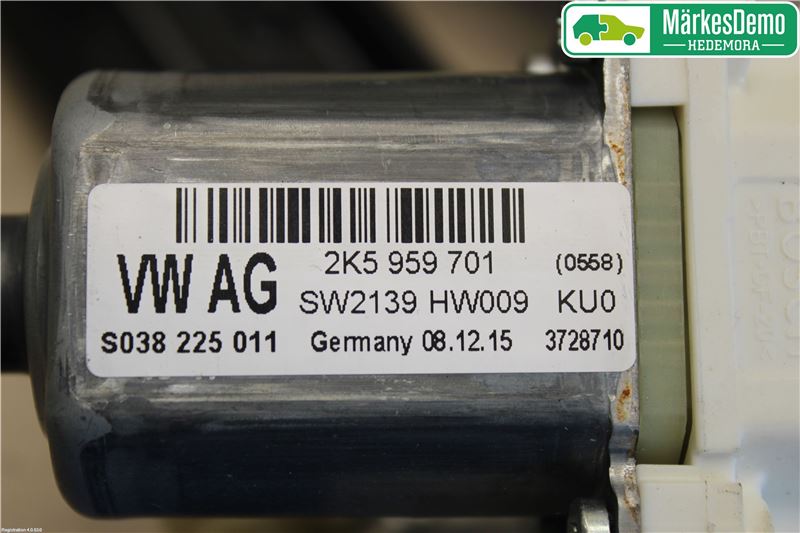 MärkesDemo
HEDEMORA
2K5 959 701 (0558)
VW AG
SW2139 HW009 KU0
S038 225 011 Germany 08.12.15 3728710